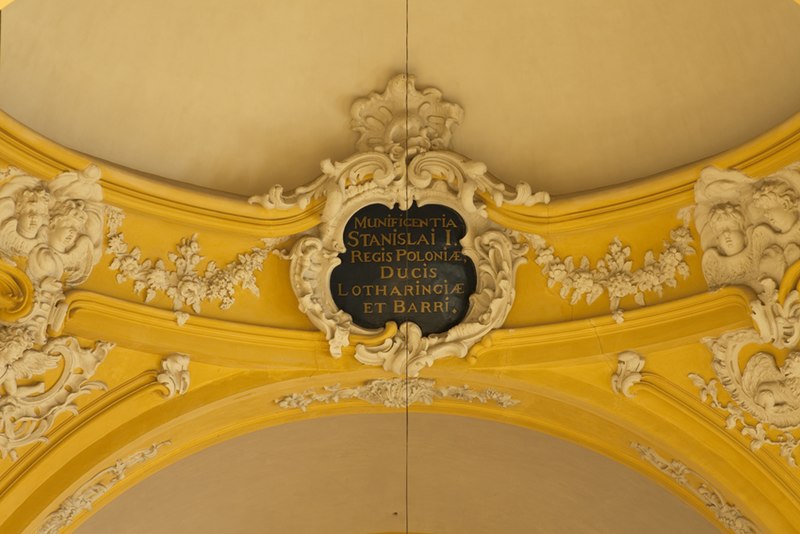 MUNIFICENTIA
STANISLAI I.
REGIS POLONIÆ
DUCIS
LOTHARINGIÆ
ET BARRI.